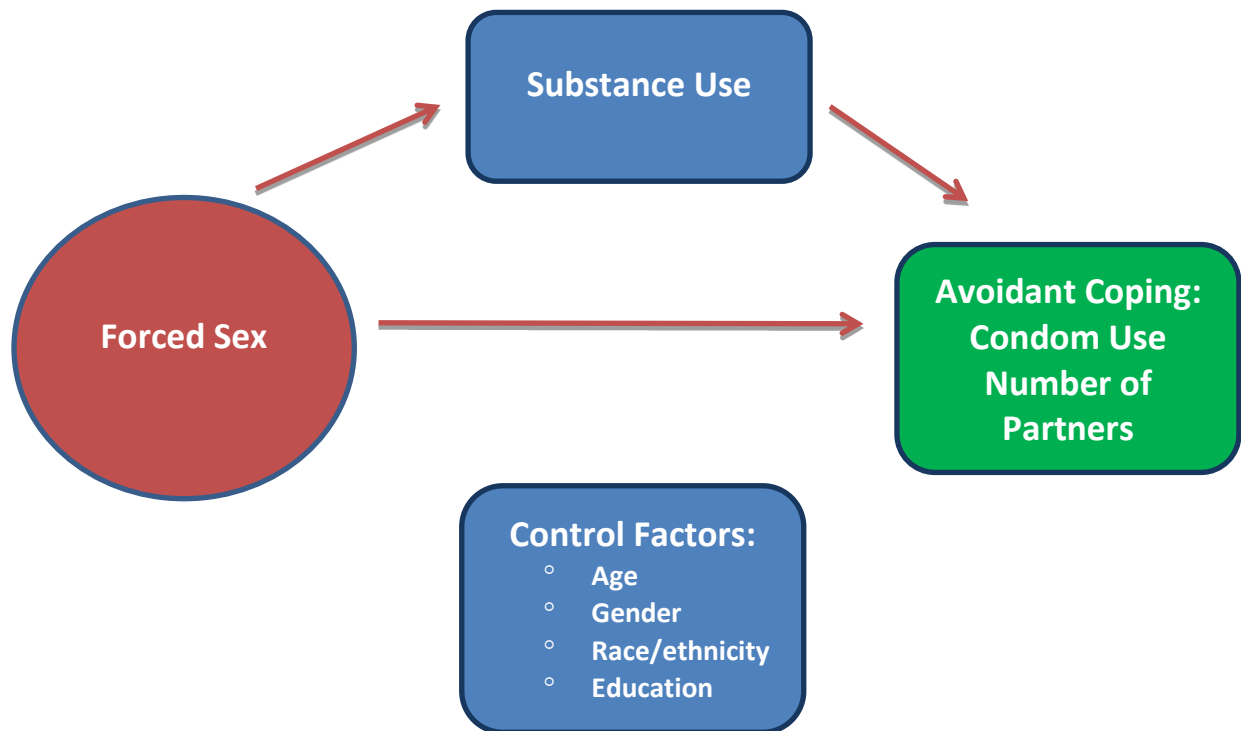 Substance Use
Forced Sex
Avoidant Coping:
Condom Use
Number of
Partners
Control Factors:
° Age
° Gender
° Race/ethnicity
° Education